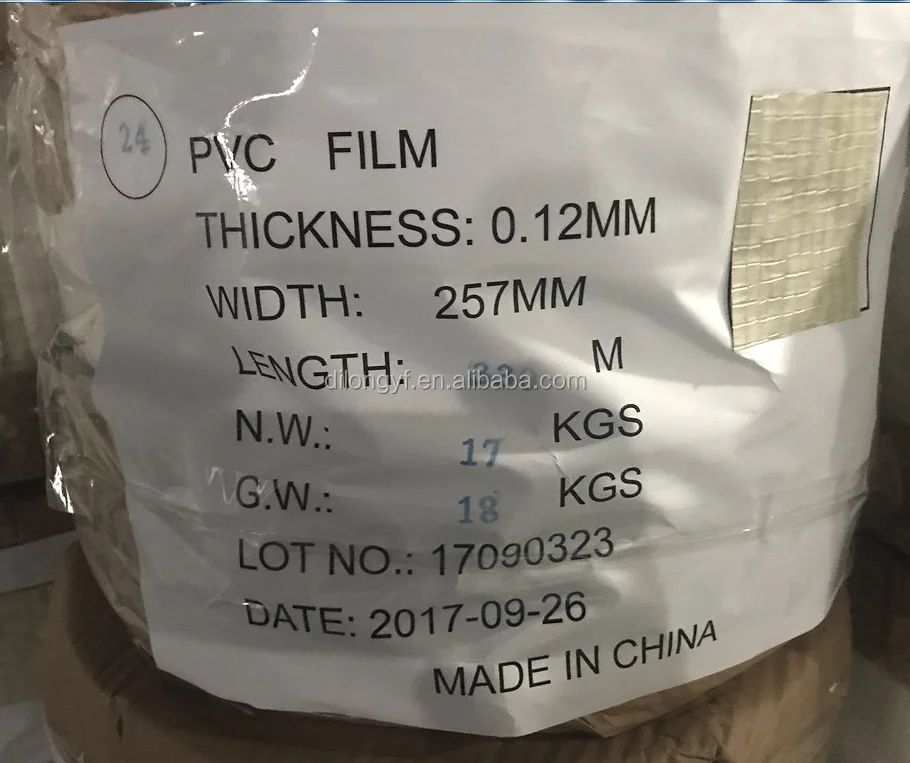 24
PVC FILM
THICKNESS: 0.12MM
WIDTH: 257MM
LENGTH: M
dilongyf.en.alibaba.com
N.W.: 17 KGS
G.W.: 18 KGS
LOT NO.: 17090323
DATE: 2017-09-26
MADE IN CHINA